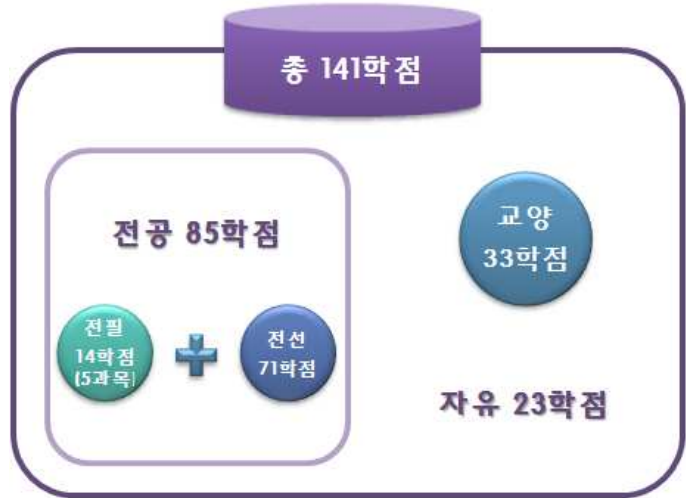 총 141학점
전공 85학점
전필
14학점
(5과목)
전선
71학점
교양
33학점
자유 23학점